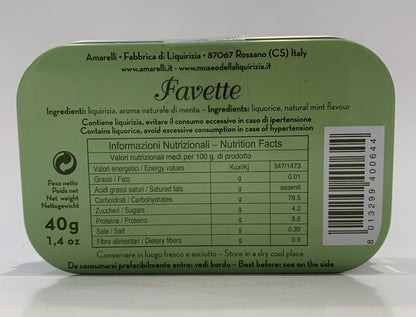 Amarelli • Fabbrica di Liquirizia • 87067 Rossano (CS) Italy
www.amarelli.it - www.museodellaliquirizia.it
Favette
Ingredienti: liquirizia, aroma naturale di menta – Ingredients: liquorice, natural mint flavour
Contiene liquirizia, evitare il consumo eccessivo in caso di ipertensione
Contains liquorice, avoid excessive consumption in case of hypertension
Informazioni Nutrizionali – Nutrition Facts
Valori nutrizionali medi per 100 g. di prodotto
Valori energetici / Energy values Kcal/Kj 347/1473
Grassi / Fats g 0.01
Acidi grassi saturi / Satured fats g assenti
Carboidrati / Carbohydrates g 78.5
Zuccheri / Sugars g 4.2
Proteine / Proteins g 8.6
Sale / Salt g 0.39
Fibre alimentari / Dietary fibers g 0.9
Peso netto
Poids net
Net weight
Nettogewicht
40g
1,4 oz
8 013299 400644
Conservare in luogo fresco e asciutto – Store in a dry cool place
Da consumarsi preferibilmente entro: vedi bordo – Best before: see on the side